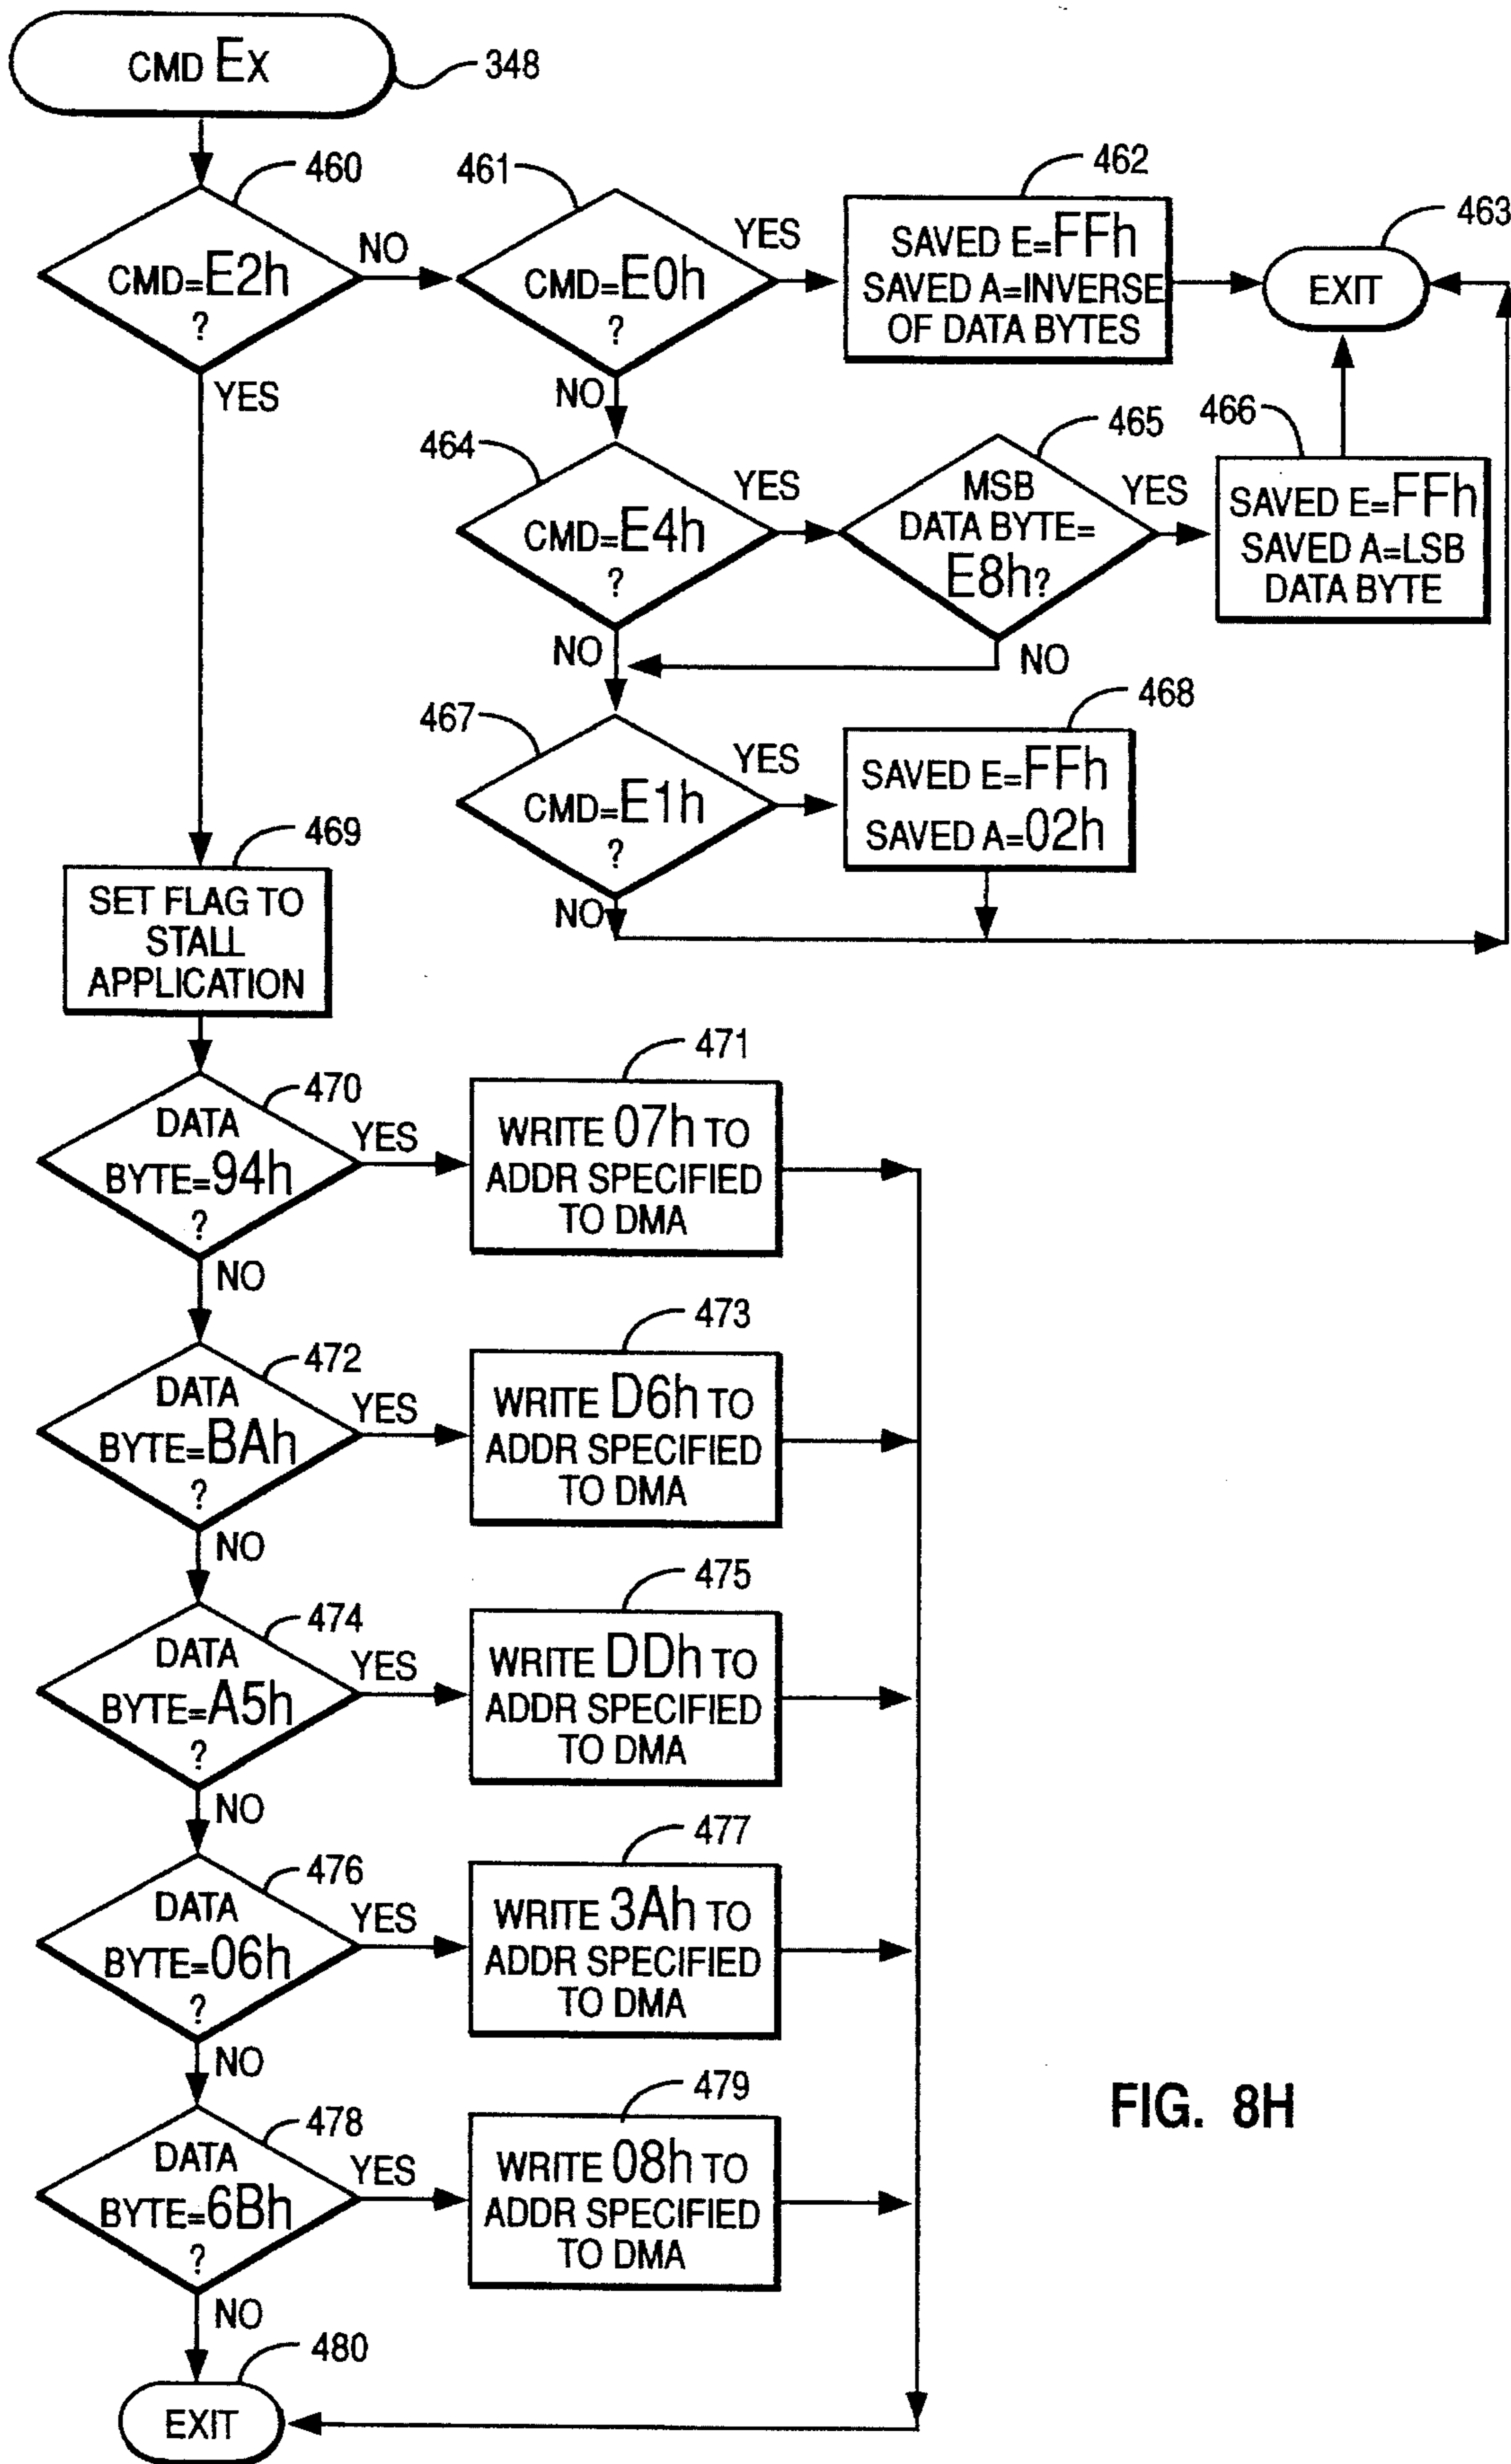 CMD Ex
348
460
CMD=E2h
?
NO
YES
461
CMD=E0h
?
YES
NO
462
SAVED E=FFh
SAVED A=INVERSE
OF DATA BYTES
463
EXIT
464
CMD=E4h
?
YES
NO
465
MSB
DATA BYTE=
E8h?
YES
NO
466
SAVED E=FFh
SAVED A=LSB
DATA BYTE
467
CMD=E1h
?
YES
NO
468
SAVED E=FFh
SAVED A=02h
469
SET FLAG TO
STALL
APPLICATION
470
DATA
BYTE=94h
?
YES
NO
471
WRITE 07h TO
ADDR SPECIFIED
TO DMA
472
DATA
BYTE=BAh
?
YES
NO
473
WRITE D6h TO
ADDR SPECIFIED
TO DMA
474
DATA
BYTE=A5h
?
YES
NO
475
WRITE DDh TO
ADDR SPECIFIED
TO DMA
476
DATA
BYTE=06h
?
YES
NO
477
WRITE 3Ah TO
ADDR SPECIFIED
TO DMA
478
DATA
BYTE=6Bh
?
YES
NO
479
WRITE 08h TO
ADDR SPECIFIED
TO DMA
480
EXIT
FIG. 8H